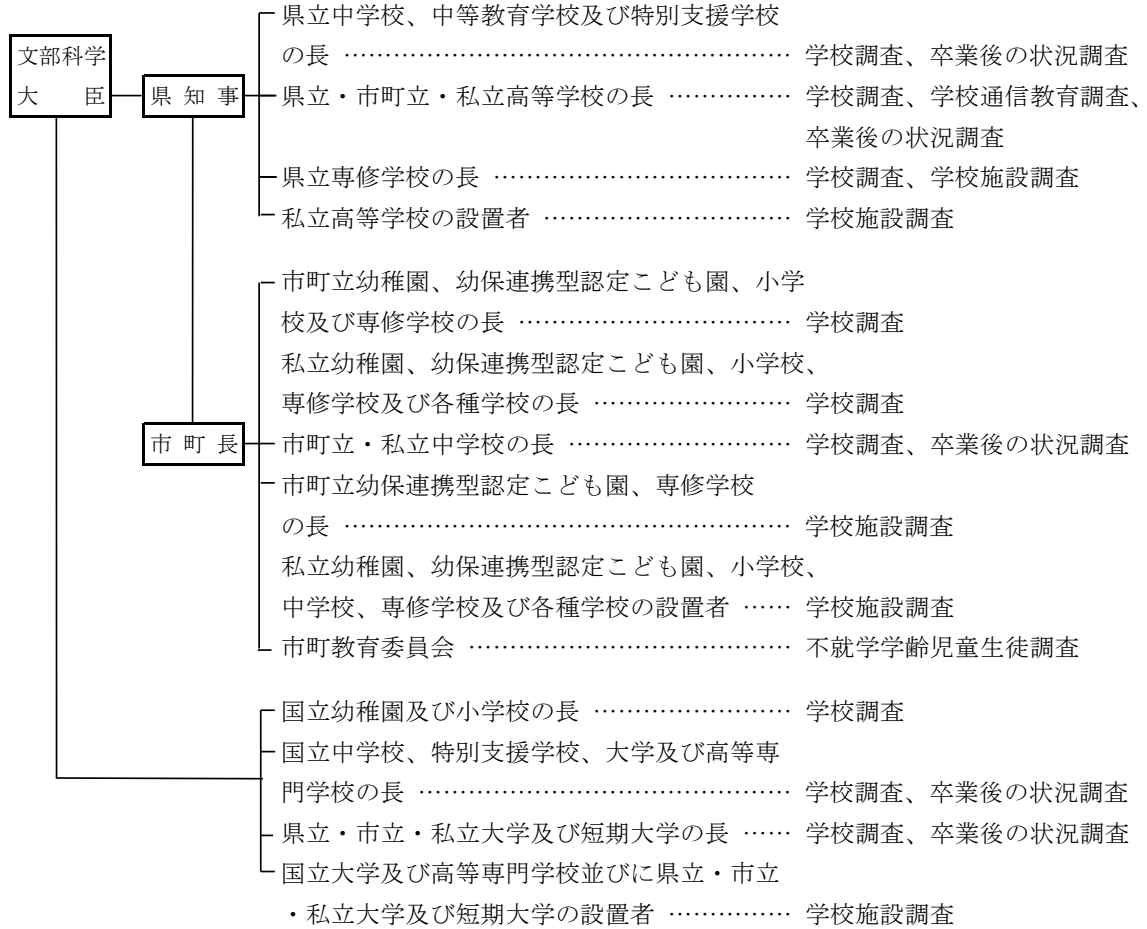 県立中学校、中等教育学校及び特別支援学校
の長 ……………………………………………… 学校調査、卒業後の状況調査
文部科学
大臣
県知事
県立・市町立・私立高等学校の長 …………… 学校調査、学校通信教育調査、
卒業後の状況調査
県立専修学校の長 ……………………………… 学校調査、学校施設調査
私立高等学校の設置者 ………………………… 学校施設調査
市町立幼稚園、幼保連携型認定こども園、小学
校及び専修学校の長 …………………………… 学校調査
私立幼稚園、幼保連携型認定こども園、小学校、
専修学校及び各種学校の長 …………………… 学校調査
市町長
市町立・私立中学校の長 ……………………… 学校調査、卒業後の状況調査
市町立幼保連携型認定こども園、専修学校
の長 ……………………………………………… 学校施設調査
私立幼稚園、幼保連携型認定こども園、小学校、
中学校、専修学校及び各種学校の設置者 …… 学校施設調査
市町教育委員会 ………………………………… 不就学学齢児童生徒調査
国立幼稚園及び小学校の長 …………………… 学校調査
国立中学校、特別支援学校、大学及び高等専
門学校の長 ……………………………………… 学校調査、卒業後の状況調査
県立・市立・私立大学及び短期大学の長 …… 学校調査、卒業後の状況調査
国立大学及び高等専門学校並びに県立・市立
・私立大学及び短期大学の設置者 …………… 学校施設調査